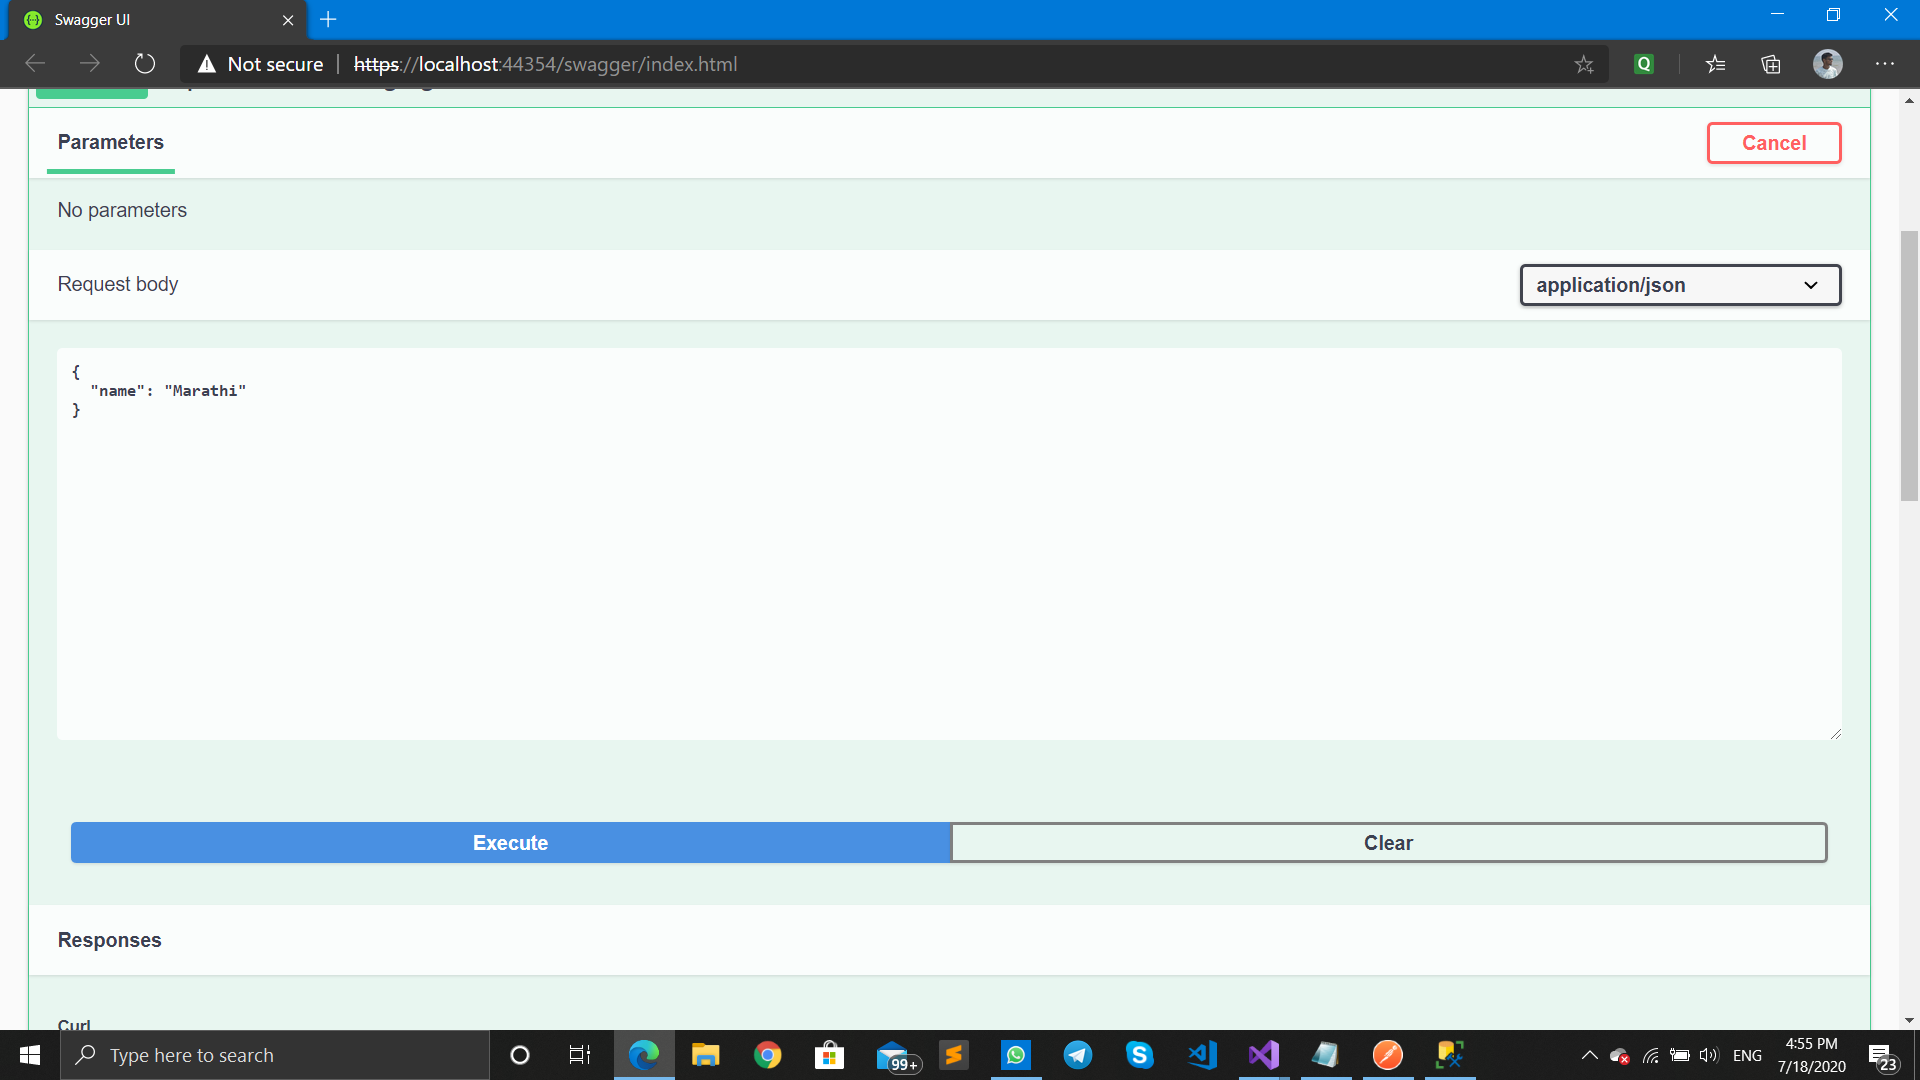 Swagger UI
Not secure
https://localhost:44354/swagger/index.html
Parameters
Cancel
No parameters
Request body
application/json
{
"name": "Marathi"
}
Execute
Clear
Responses
Curl
Type here to search
99+
ENG
4:55 PM
7/18/2020
23